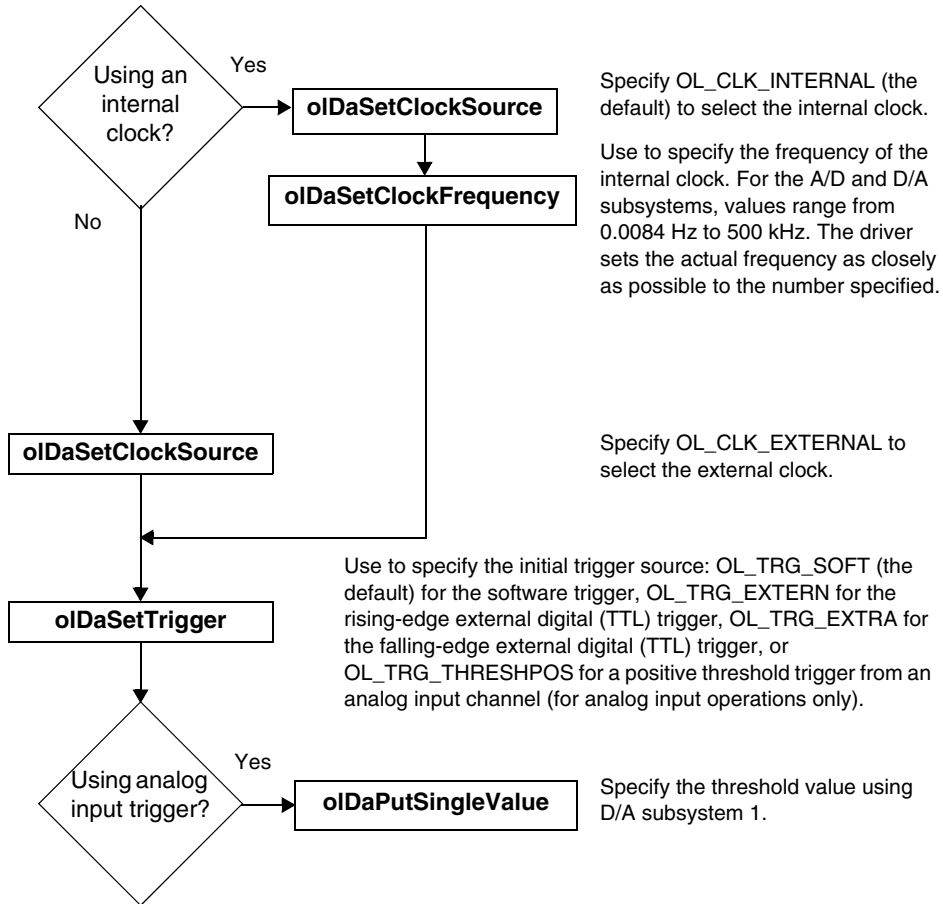 Using an
internal
clock?
Yes
olDaSetClockSource
Specify OL_CLK_INTERNAL (the
default) to select the internal clock.
olDaSetClockFrequency
Use to specify the frequency of the
internal clock. For the A/D and D/A
subsystems, values range from
0.0084 Hz to 500 kHz. The driver
sets the actual frequency as closely
as possible to the number specified.
No
olDaSetClockSource
Specify OL_CLK_EXTERNAL to
select the external clock.
olDaSetTrigger
Use to specify the initial trigger source: OL_TRG_SOFT (the
default) for the software trigger, OL_TRG_EXTERN for the
rising-edge external digital (TTL) trigger, OL_TRG_EXTRA for
the falling-edge external digital (TTL) trigger, or
OL_TRG_THRESHPOS for a positive threshold trigger from an
analog input channel (for analog input operations only).
Using analog
input trigger?
Yes
olDaPutSingleValue
Specify the threshold value using
D/A subsystem 1.